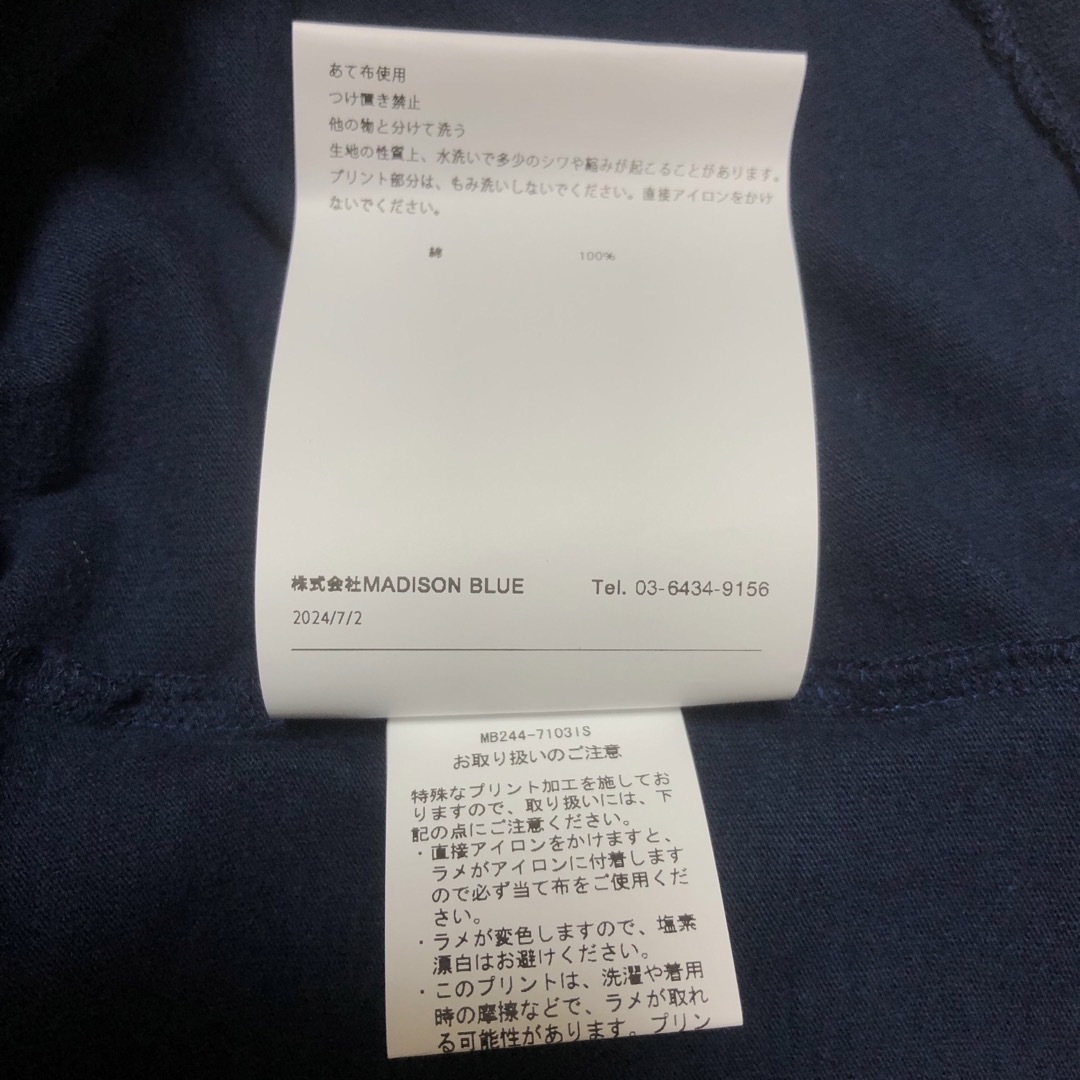 あて布使用
つけ置き禁止
他の物と分けて洗う
生地の性質上、水洗いで多少のシワや縮みが起こることがあります。
プリント部分は、もみ洗いしないでください。直接アイロンをかけ
ないでください。
綿 100%
株式会社MADISON BLUE Tel. 03-6434-9156
2024/7/2
MB244-7103IS
お取り扱いのご注意
特殊なプリント加工を施してお
りますので、取り扱いには、下
記の点にご注意ください。
・直接アイロンをかけますと、
ラメがアイロンに付着します
ので必ず当て布をご使用くだ
さい。
・ラメが変色しますので、塩素
漂白はお避けください。
・このプリントは、洗濯や着用
時の摩擦などで、ラメが取れ
る可能性があります。プリン